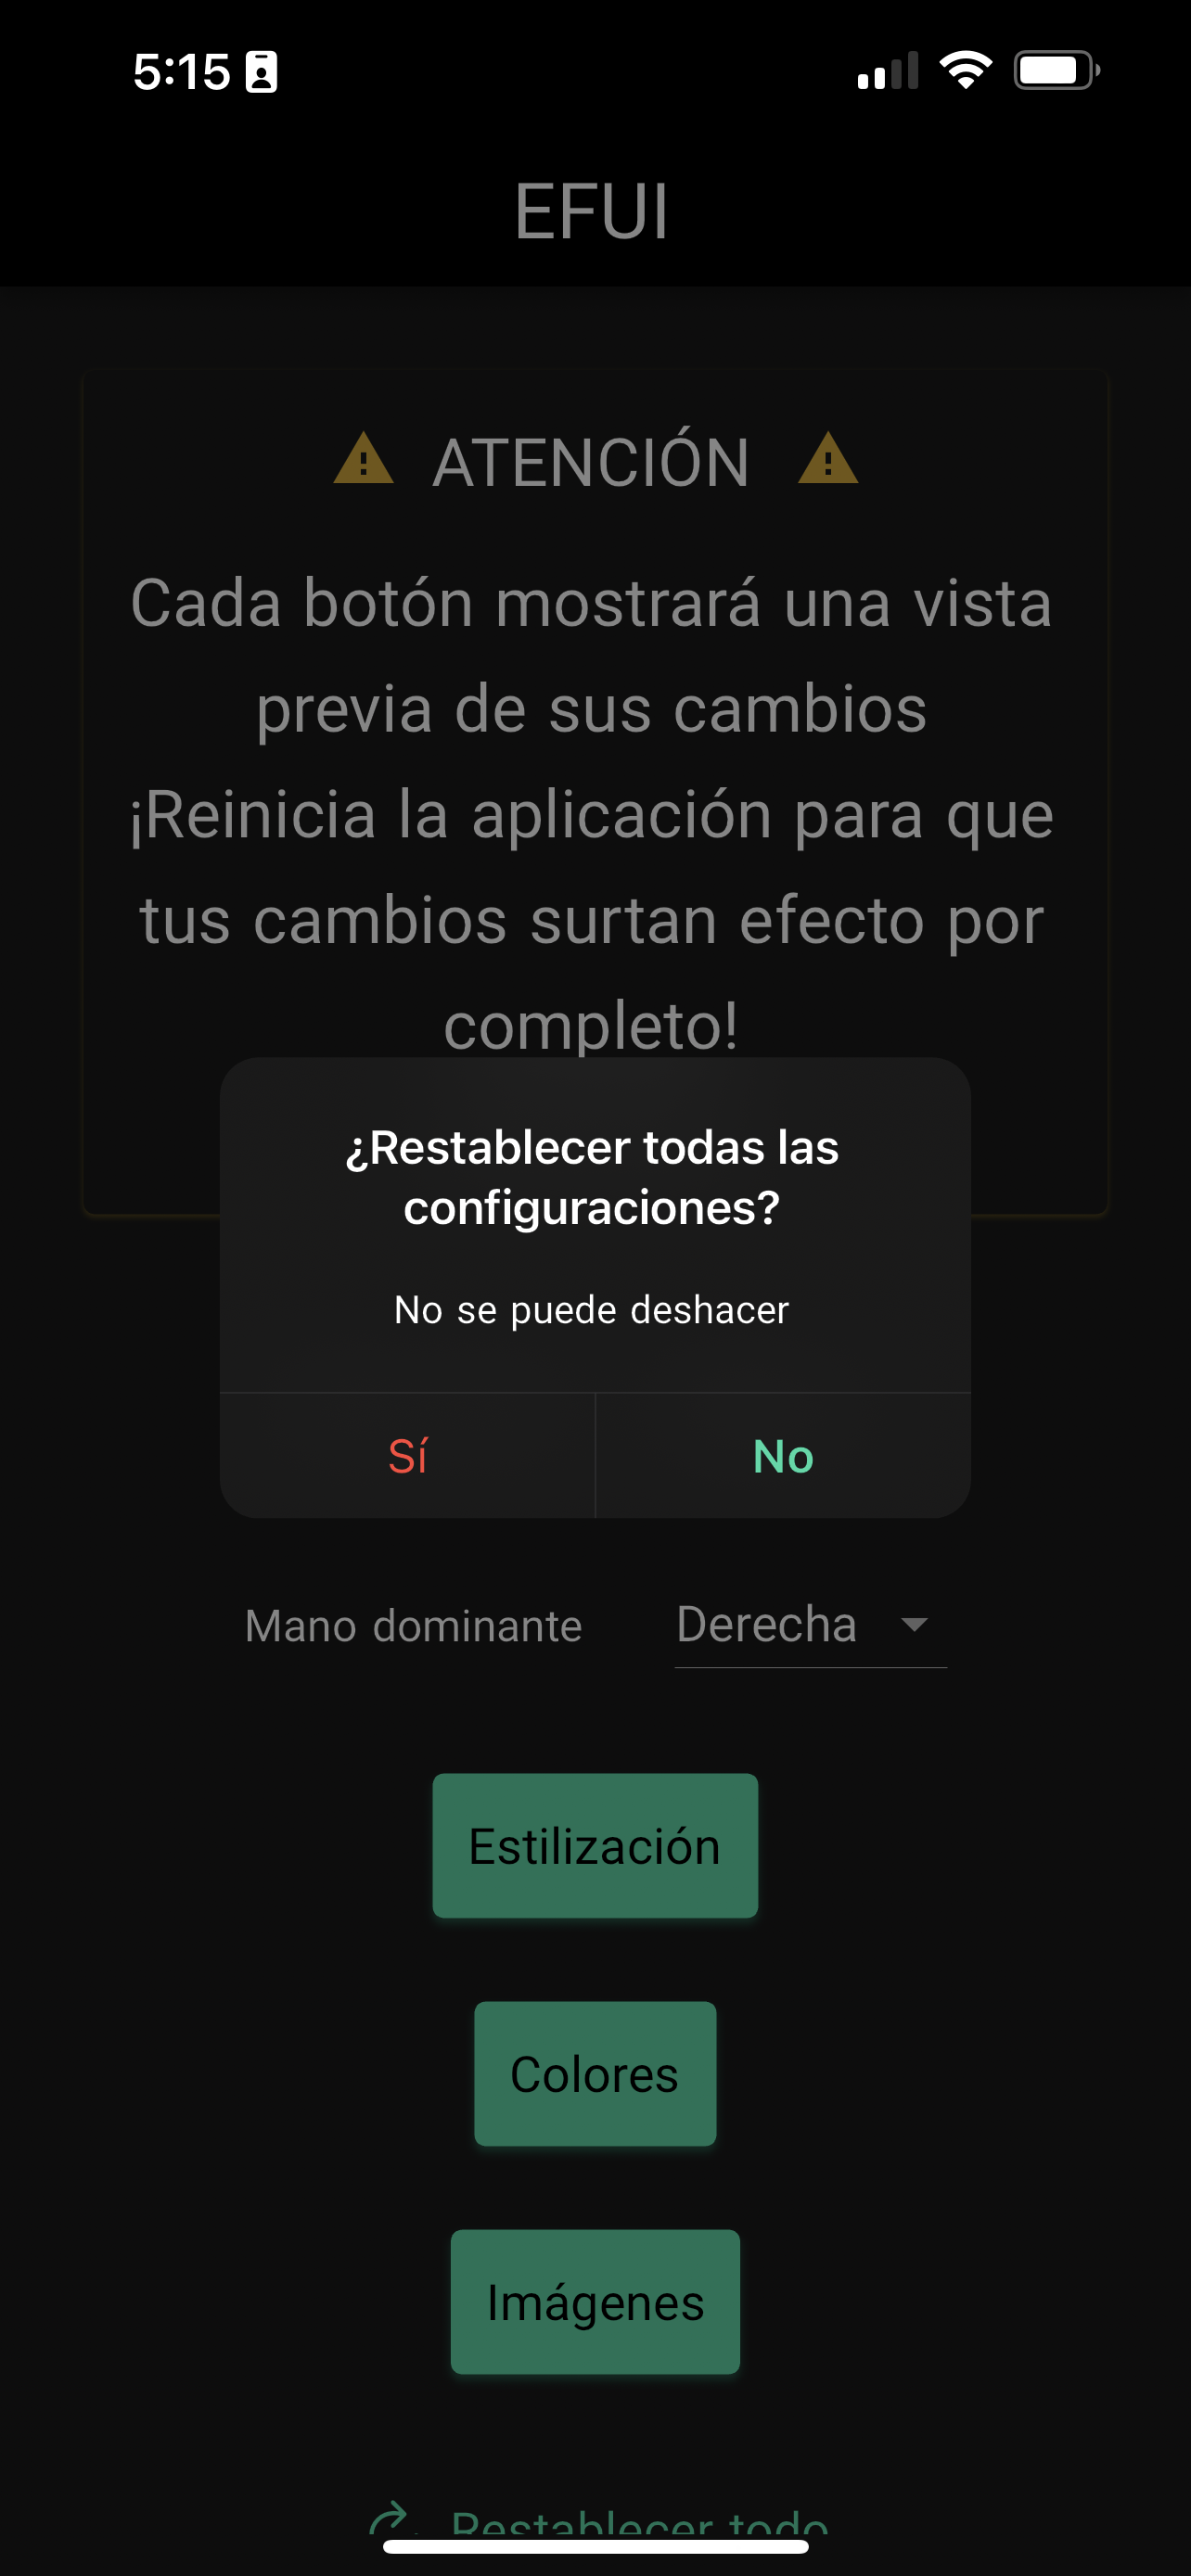 5:15
EFUI
ATENCIÓN
Cada botón mostrará una vista
previa de sus cambios
¡Reinicia la aplicación para que
tus cambios surtan efecto por
completo!
¿Restablecer todas las
configuraciones?
No se puede deshacer
Sí
No
Mano dominante
Derecha
Estilización
Colores
Imágenes
Restablecer todo